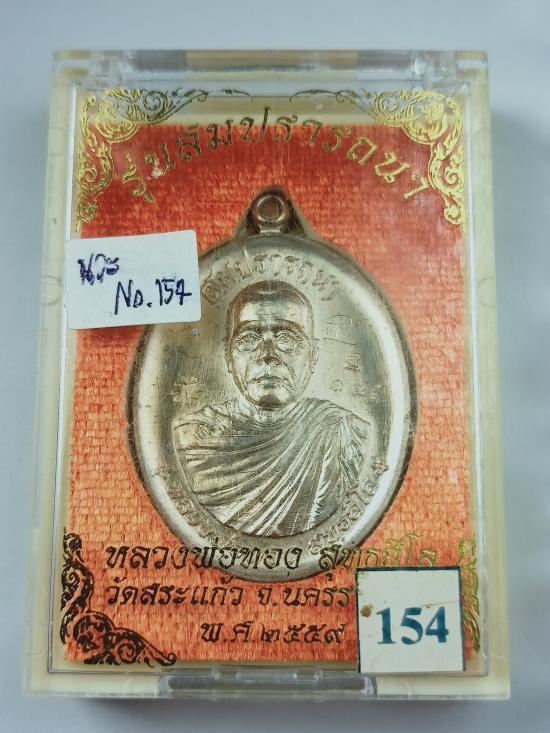 รุ่นสมปรารถนา
นวะ
No. 154
สมปรารถนา
๑๕๔
หลวงพ่อทอง สุทธสีโล
วัดสระแก้ว จ.นครร
พ.ศ.๒๕๕๙
154